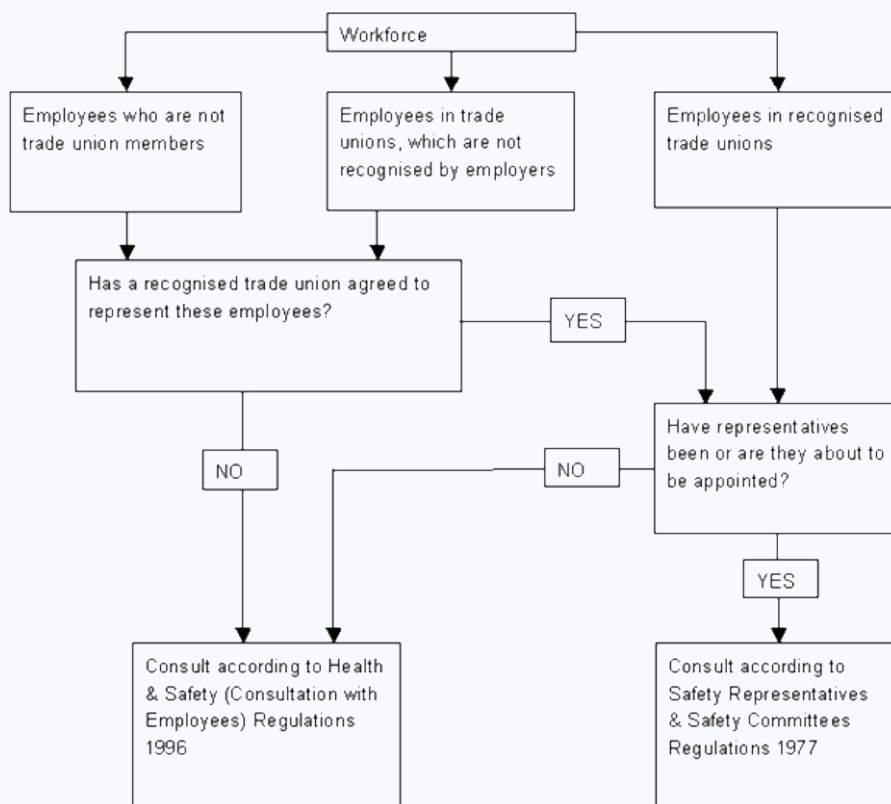 Workforce
Employees who are not
trade union members
Employees in trade
unions, which are not
recognised by employers
Employees in recognised
trade unions
Has a recognised trade union agreed to
represent these employees?
YES
Have representatives
been or are they about to
be appointed?
NO
NO
YES
Consult according to Health
& Safety (Consultation with
Employees) Regulations
1996
Consult according to
Safety Representatives
& Safety Committees
Regulations 1977